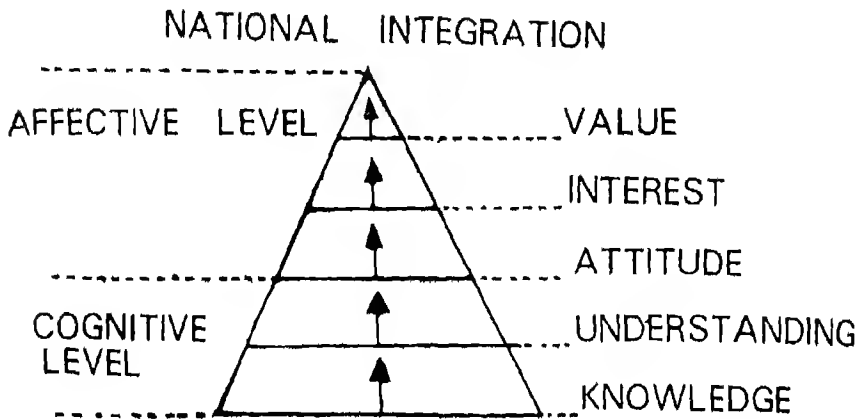 NATIONAL INTEGRATION
AFFECTIVE LEVEL
VALUE
INTEREST
ATTITUDE
COGNITIVE
LEVEL
UNDERSTANDING
KNOWLEDGE